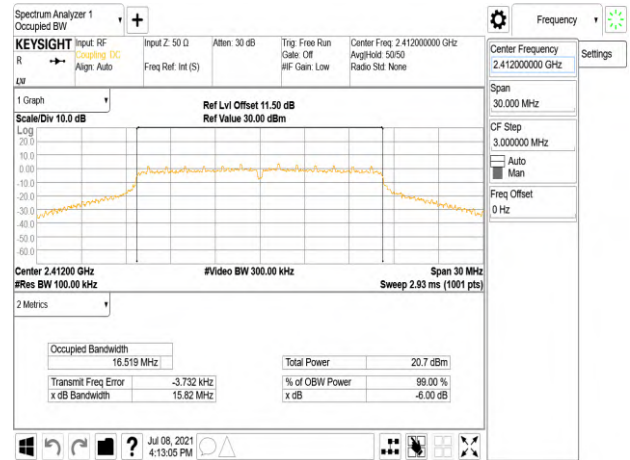 Spectrum Analyzer 1
Occupied BW
KEYSIGHT
R
Input: RF
Coupling: DC
Align: Auto
Input Z: 50 Ω
Freq Ref: Int (S)
Atten: 30 dB
Trig: Free Run
Gate: Off
#IF Gain: Low
Center Freq: 2.412000000 GHz
Avg|Hold: 50/50
Radio Std: None
1 Graph
Scale/Div 10.0 dB
Ref Lvl Offset 11.50 dB
Ref Value 30.00 dBm
Log
20.0
10.0
0.00
-10.0
-20.0
-30.0
-40.0
-50.0
-60.0
Center 2.41200 GHz
#Res BW 100.00 kHz
#Video BW 300.00 kHz
Span 30 MHz
Sweep 2.93 ms (1001 pts)
2 Metrics
Occupied Bandwidth
16.519 MHz
Transmit Freq Error -3.732 kHz
x dB Bandwidth 15.82 MHz
Total Power 20.7 dBm
% of OBW Power 99.00 %
x dB -6.00 dB
Jul 08, 2021
4:13:05 PM
Frequency
Center Frequency
2.412000000 GHz
Settings
Span
30.000 MHz
CF Step
3.000000 MHz
Auto
Man
Freq Offset
0 Hz